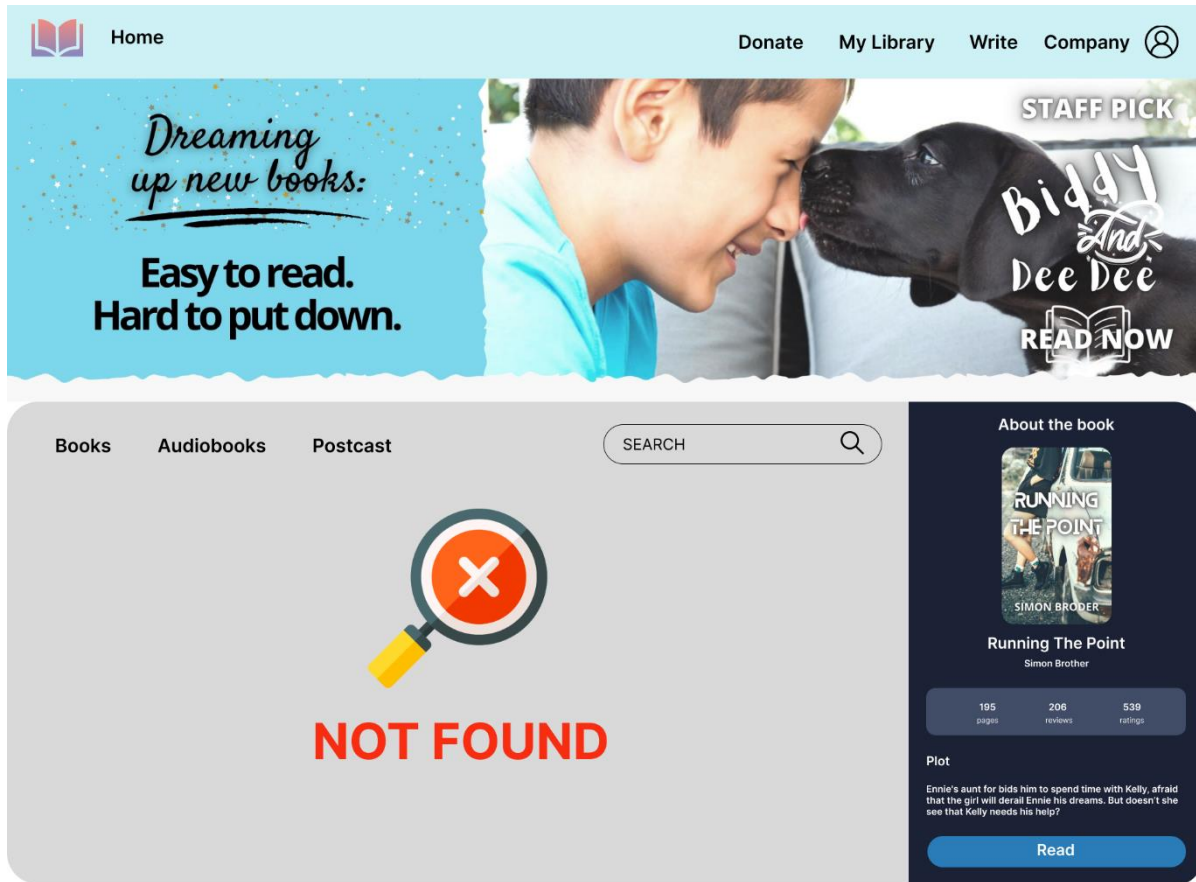 Home
Donate
My Library
Write
Company
Dreaming
up new books:
Easy to read.
Hard to put down.
STAFF PICK
Biddy
And
Dee Dee
READ NOW
Books
Audiobooks
Postcast
SEARCH
NOT FOUND
About the book
RUNNING
THE POINT
SIMON BRODER
Running The Point
Simon Brother
195
pages
206
reviews
539
ratings
Plot
Ennie's aunt for bids him to spend time with Kelly, afraid
that the girl will derail Ennie his dreams. But doesn't she
see that Kelly needs his help?
Read